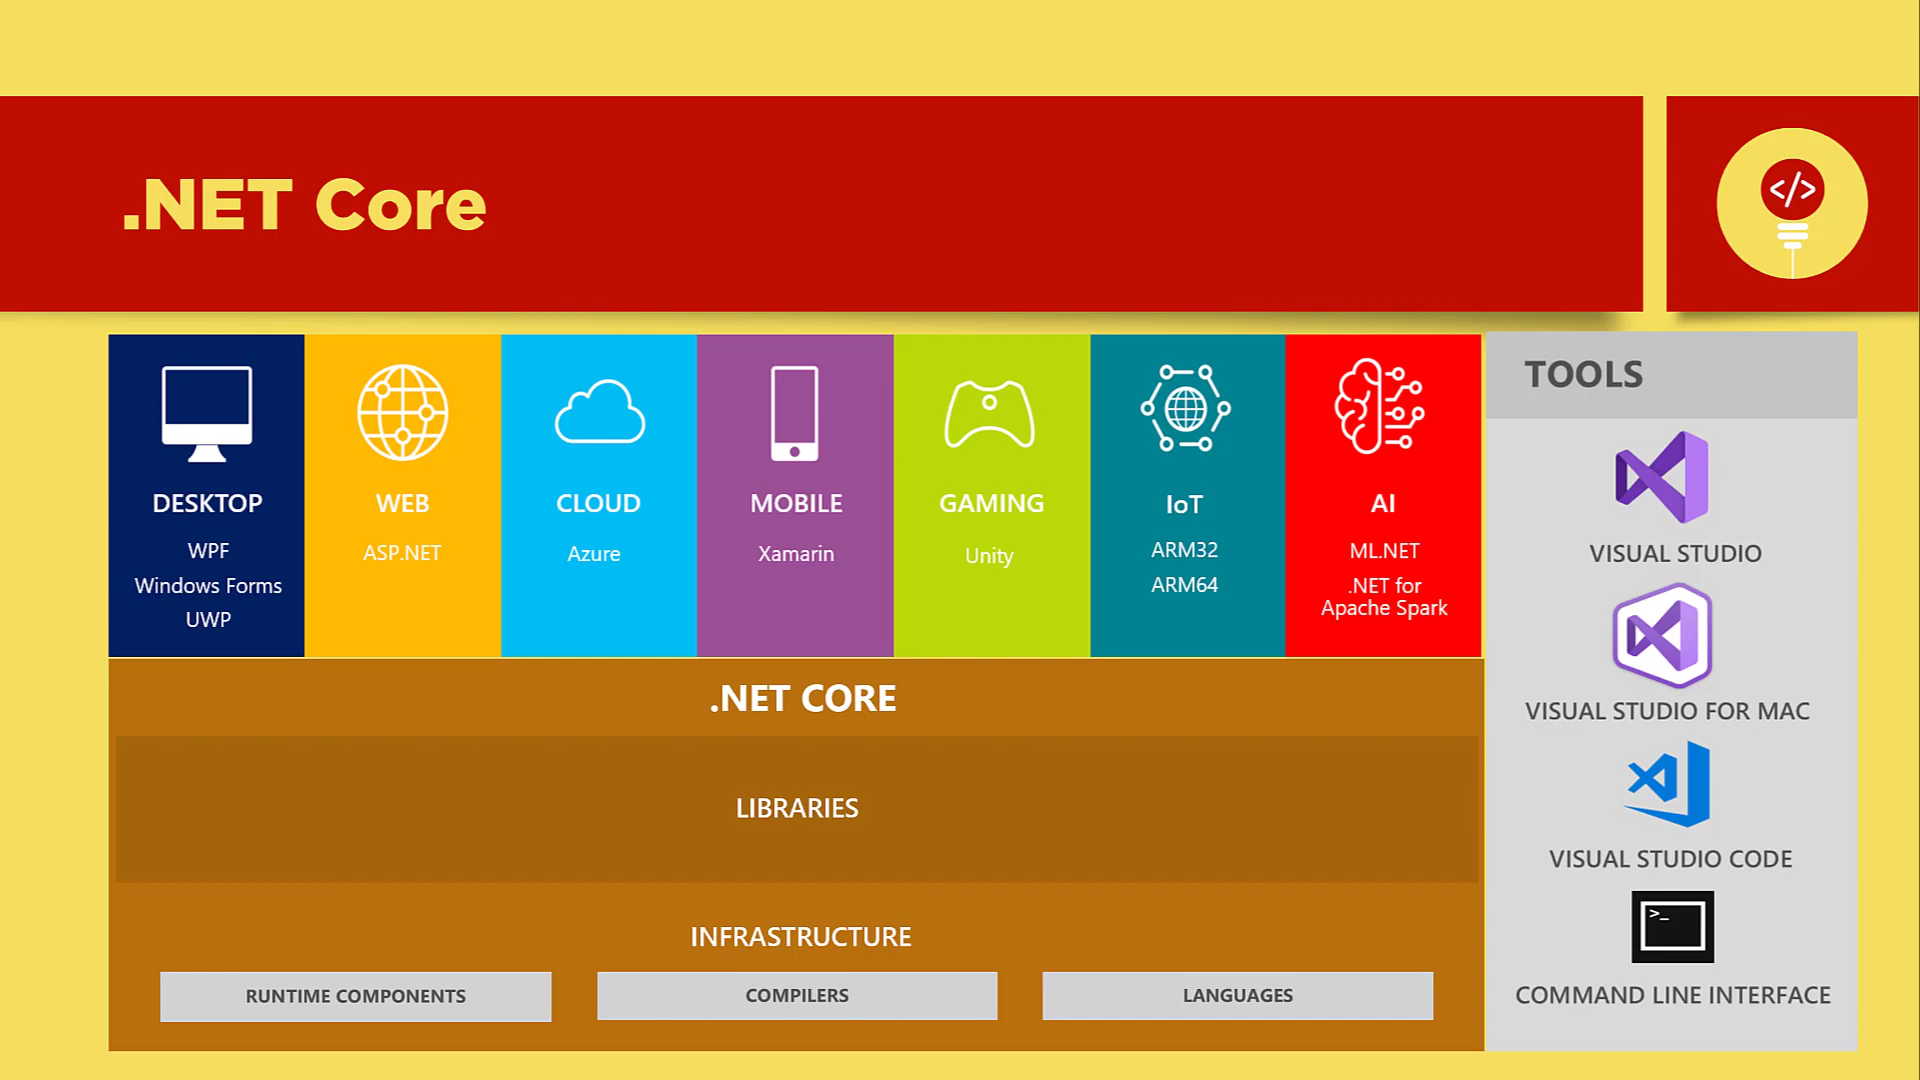 .NET Core
</>
DESKTOP
WPF
Windows Forms
UWP
WEB
ASP.NET
CLOUD
Azure
MOBILE
Xamarin
GAMING
Unity
IoT
ARM32
ARM64
AI
ML.NET
.NET for
Apache Spark
.NET CORE
LIBRARIES
INFRASTRUCTURE
RUNTIME COMPONENTS
COMPILERS
LANGUAGES
TOOLS
VISUAL STUDIO
VISUAL STUDIO FOR MAC
VISUAL STUDIO CODE
>_
COMMAND LINE INTERFACE